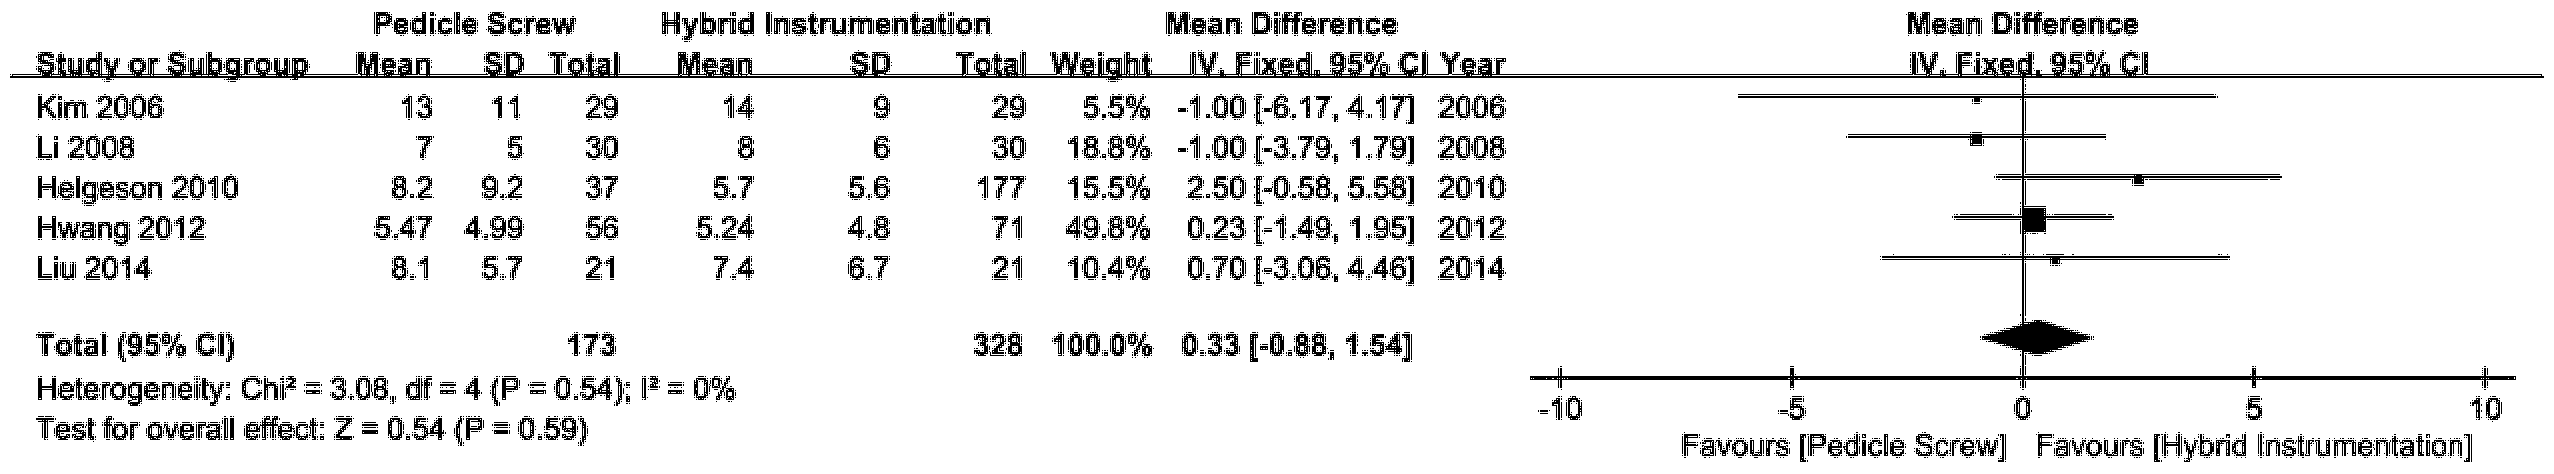 Pedicle Screw Hybrid Instrumentation Mean Difference Mean Difference
Study or Subgroup Mean SD Total Mean SD Total Weight IV, Fixed, 95% CI Year IV, Fixed, 95% CI
Kim 2006 13 11 29 14 9 29 5.5% -1.00 [-6.17, 4.17] 2006
Li 2008 7 5 30 8 6 30 18.8% -1.00 [-3.79, 1.79] 2008
Helgeson 2010 8.2 9.2 37 5.7 5.6 177 15.5% 2.50 [-0.58, 5.58] 2010
Hwang 2012 5.47 4.99 56 5.24 4.8 71 49.8% 0.23 [-1.49, 1.95] 2012
Liu 2014 8.1 5.7 21 7.4 6.7 21 10.4% 0.70 [-3.06, 4.46] 2014
Total (95% CI) 173 328 100.0% 0.33 [-0.88, 1.54]
Heterogeneity: Chi² = 3.08, df = 4 (P = 0.54); I² = 0%
Test for overall effect: Z = 0.54 (P = 0.59)
-10 -5 0 5 10
Favours [Pedicle Screw] Favours [Hybrid Instrumentation]